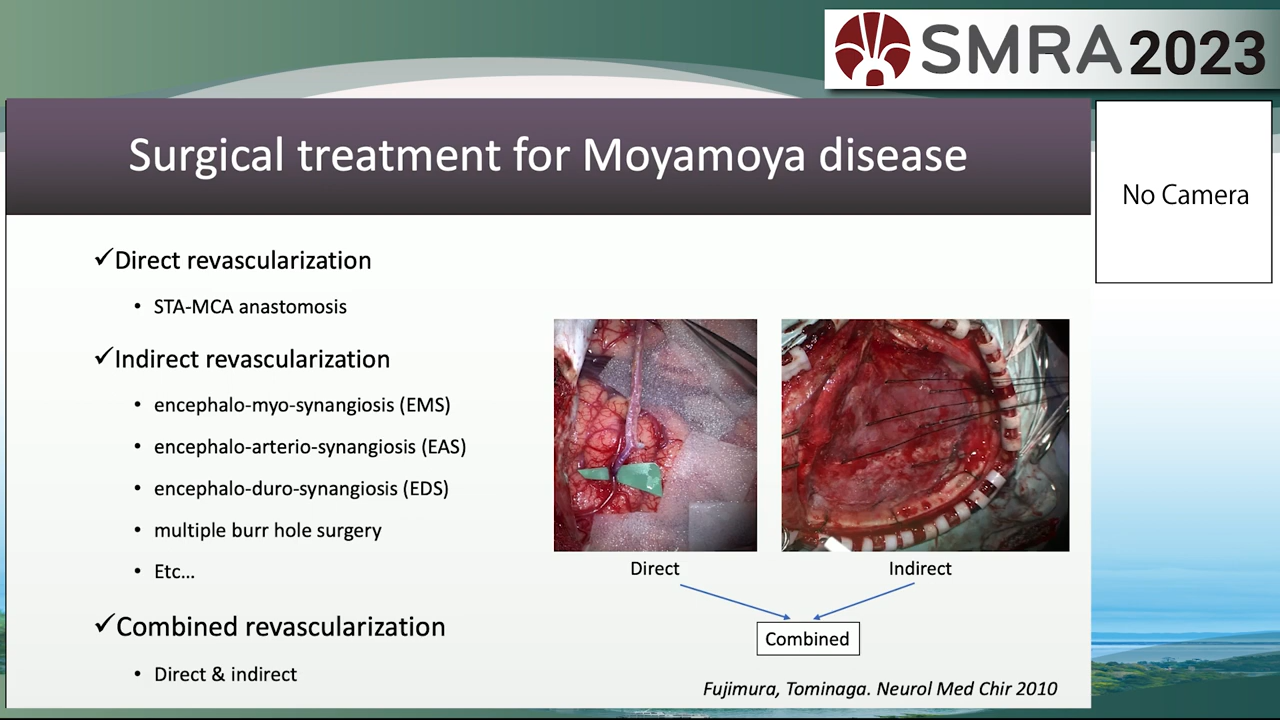 SMRA 2023
Surgical treatment for Moyamoya disease
No Camera
✓Direct revascularization
• STA-MCA anastomosis
✓Indirect revascularization
• encephalo-myo-synangiosis (EMS)
• encephalo-arterio-synangiosis (EAS)
• encephalo-duro-synangiosis (EDS)
• multiple burr hole surgery
• Etc...
✓Combined revascularization
• Direct & indirect
Direct
Indirect
Combined
Fujimura, Tominaga. Neurol Med Chir 2010